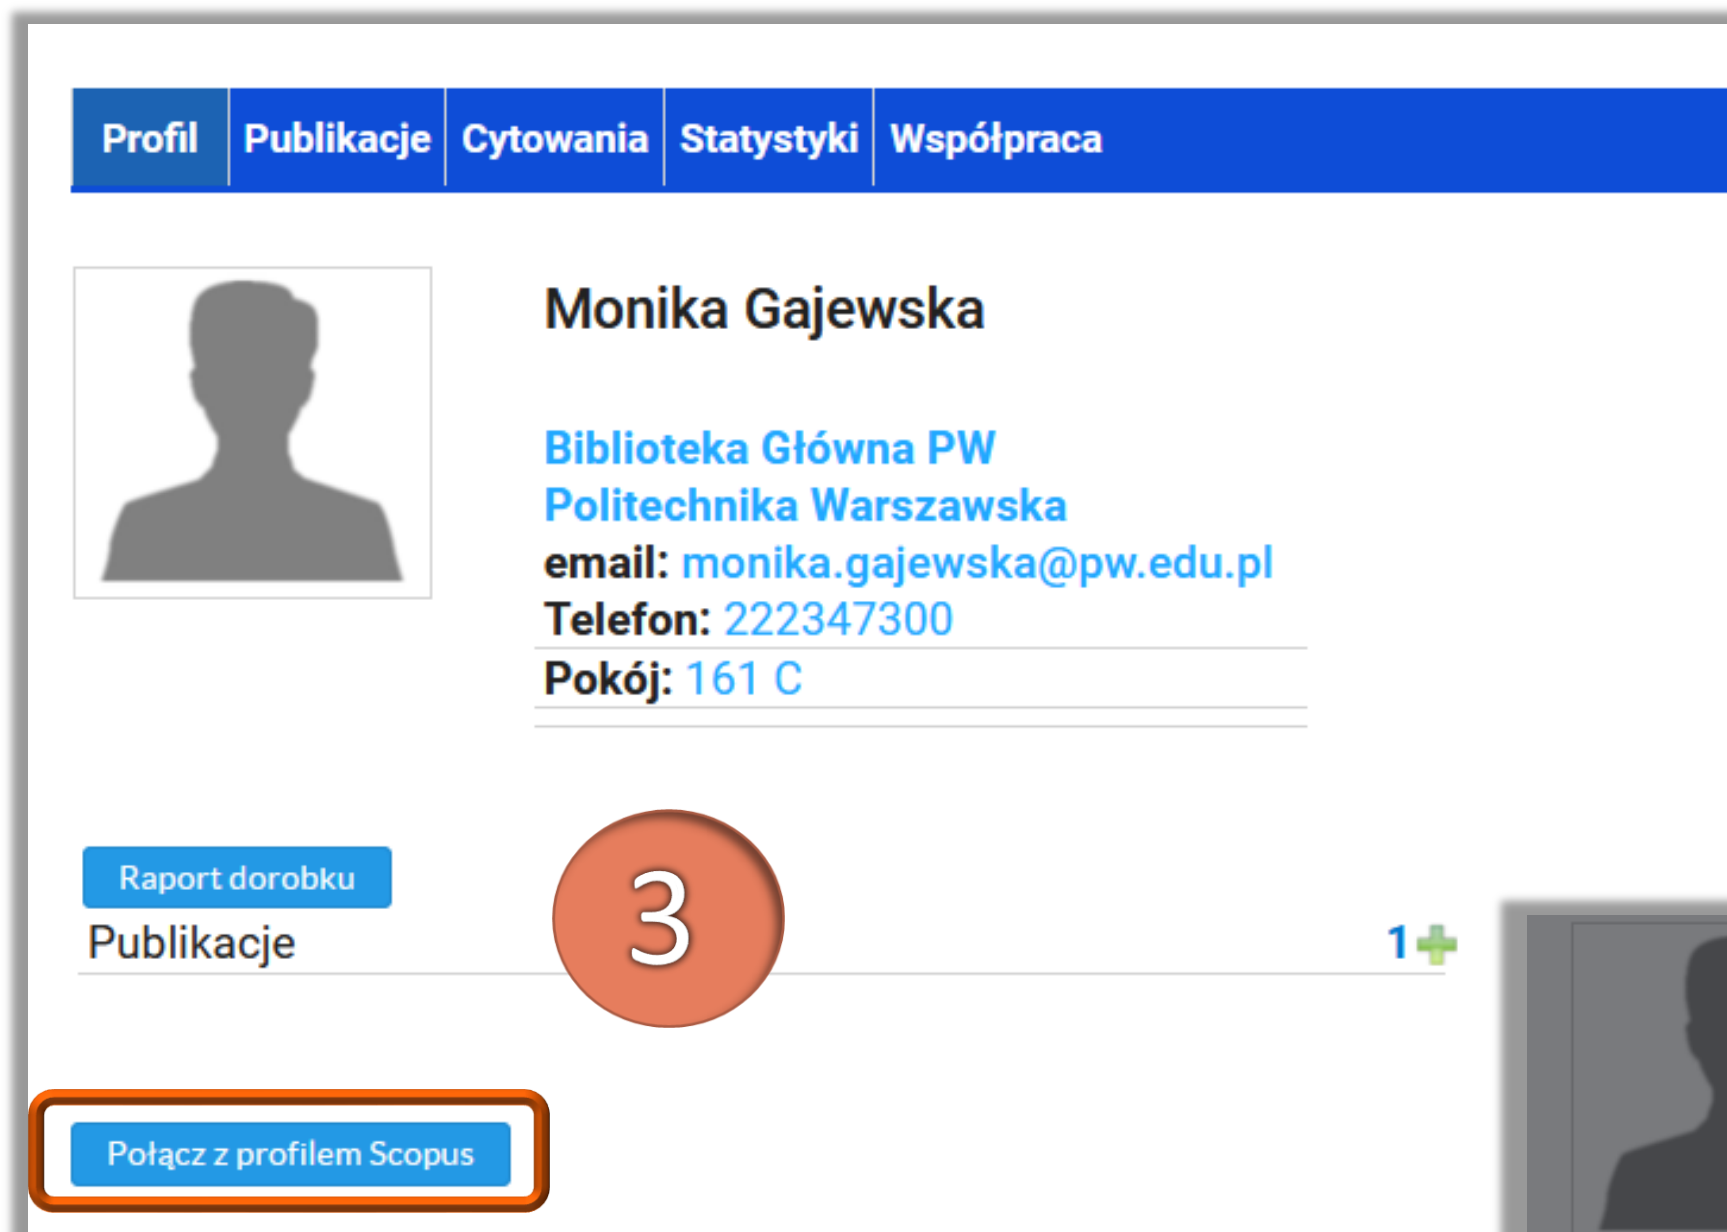 Profil Publikacje Cytowania Statystyki Współpraca
Monika Gajewska
Biblioteka Główna PW
Politechnika Warszawska
email: monika.gajewska@pw.edu.pl
Telefon: 222347300
Pokój: 161 C
Raport dorobku
3
Publikacje 1
Połącz z profilem Scopus